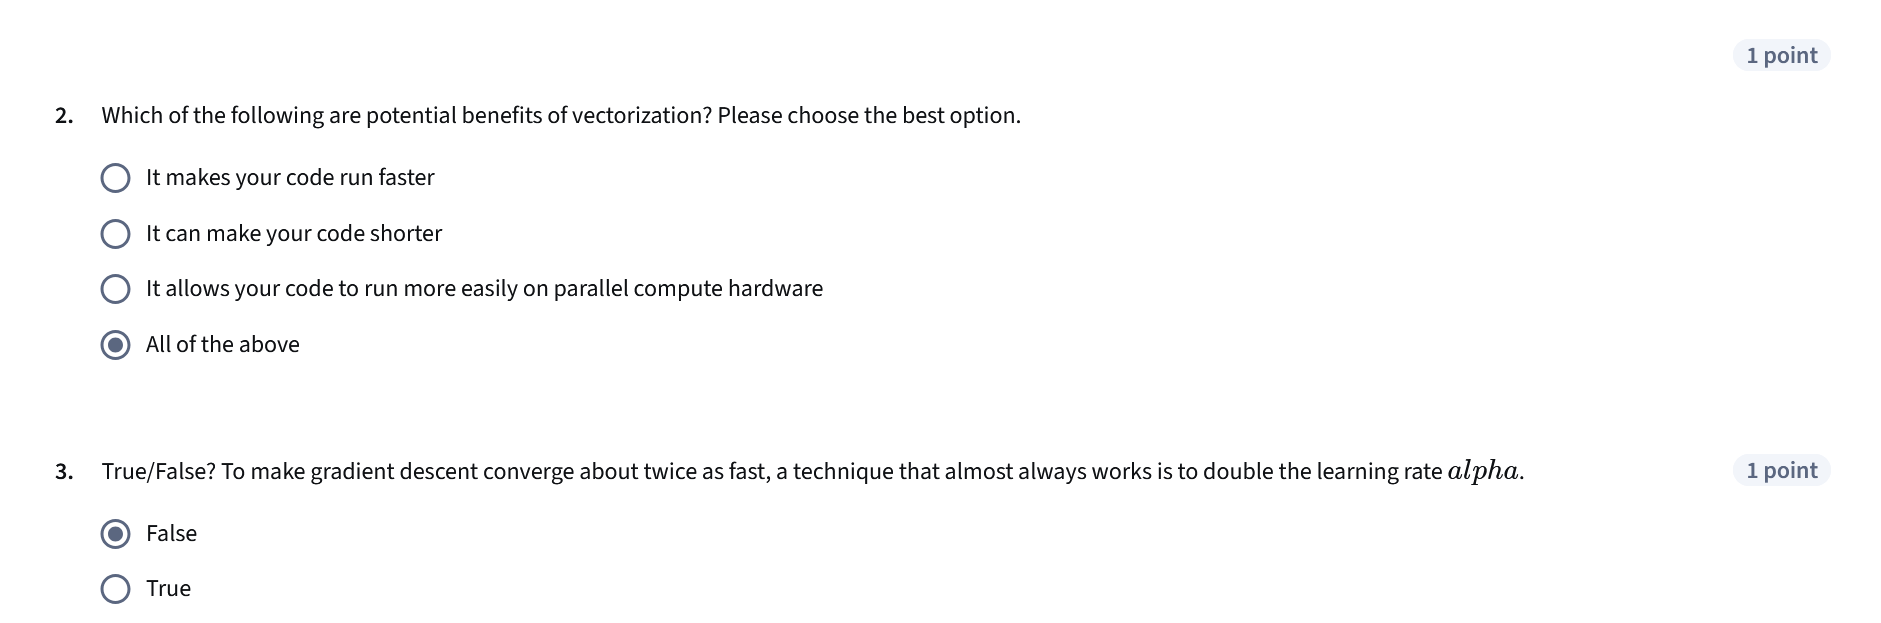 1 point
2. Which of the following are potential benefits of vectorization? Please choose the best option.
It makes your code run faster
It can make your code shorter
It allows your code to run more easily on parallel compute hardware
All of the above
3. True/False? To make gradient descent converge about twice as fast, a technique that almost always works is to double the learning rate alpha.
1 point
False
True